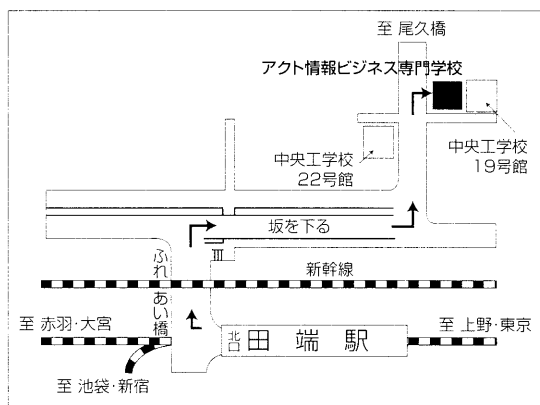 至 尾久橋
アクト情報ビジネス専門学校
中央工学校
22号館
中央工学校
19号館
坂を下る
ふれあい橋
新幹線
至 赤羽・大宮
北口
田端駅
至 上野・東京
至 池袋・新宿